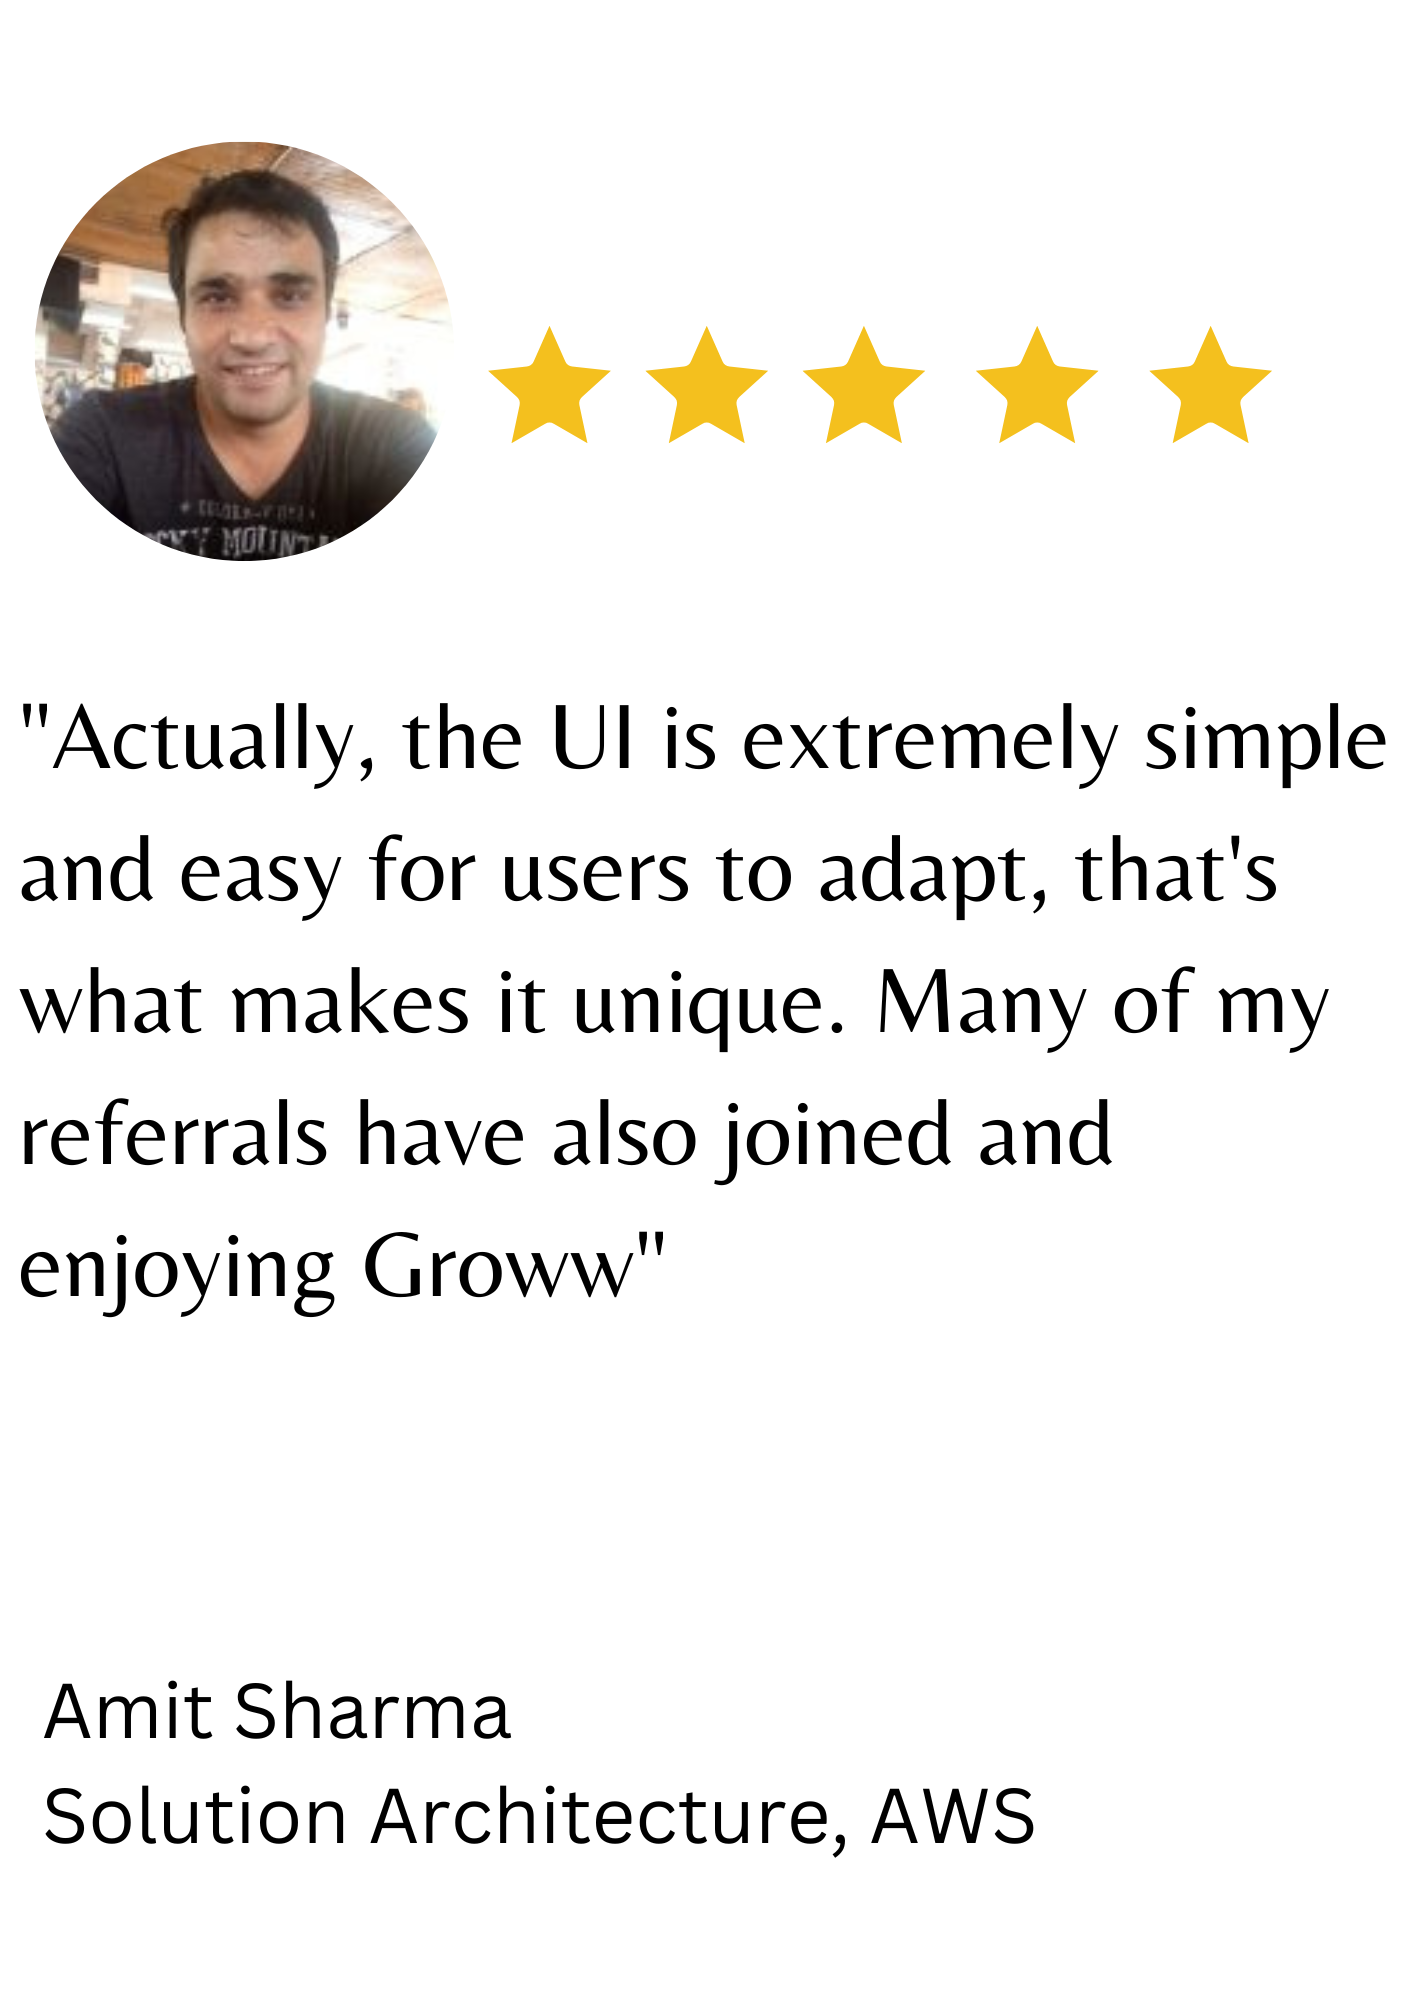 MOUNT
"Actually, the UI is extremely simple
and easy for users to adapt, that's
what makes it unique. Many of my
referrals have also joined and
enjoying Groww"
Amit Sharma
Solution Architecture, AWS